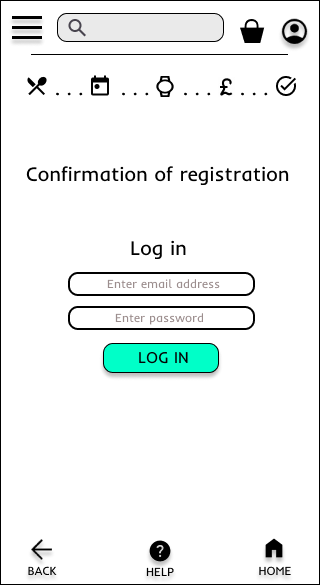 . . . . . . £ . . .
Confirmation of registration
Log in
Enter email address
Enter password
LOG IN
BACK HELP HOME